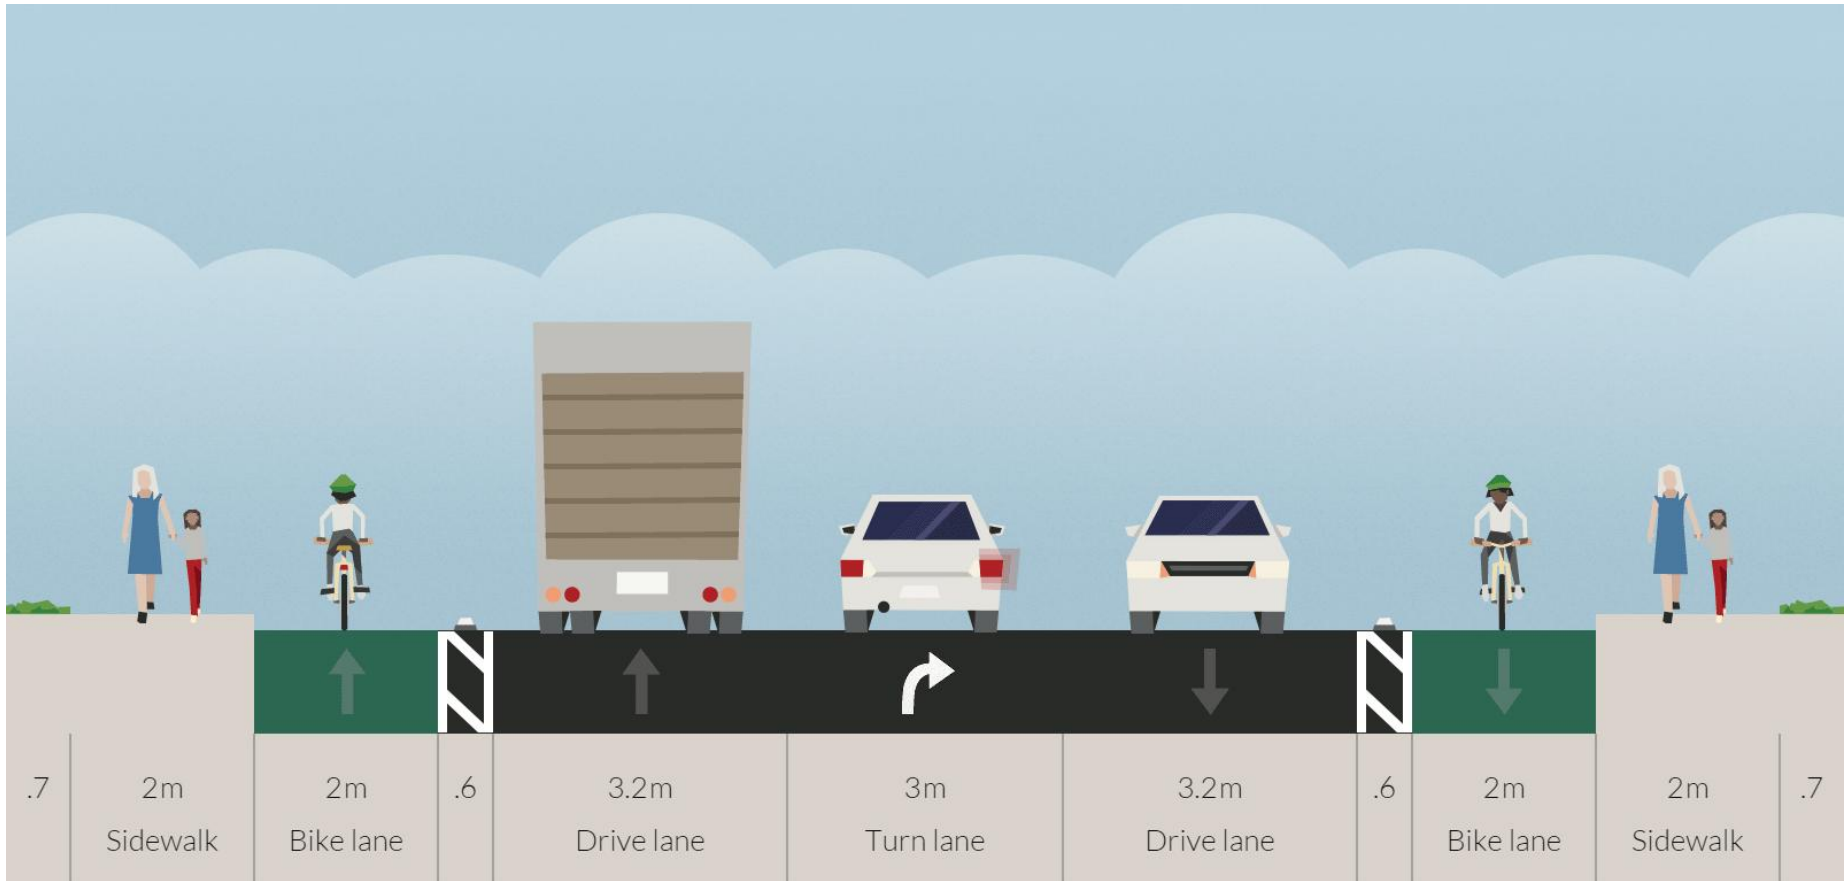 .7 2m 2m .6 3.2m 3m 3.2m .6 2m 2m .7
Sidewalk Bike lane Drive lane Turn lane Drive lane Bike lane Sidewalk